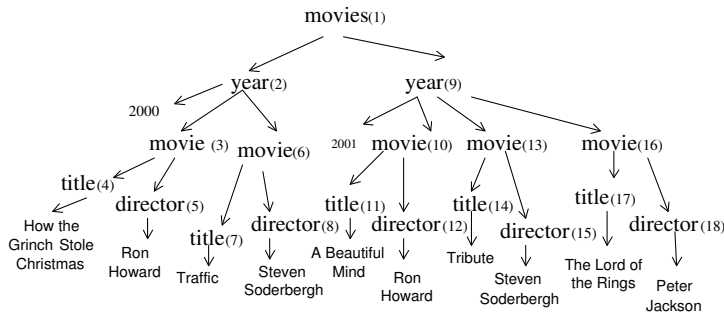 movies(1)
year(2)
year(9)
2000
2001
movie (3)
movie(6)
movie(10)
movie(13)
movie(16)
title(4)
director(5)
title(7)
director(8)
title(11)
director(12)
title(14)
director(15)
title(17)
director(18)
How the
Grinch Stole
Christmas
Ron
Howard
Traffic
Steven
Soderbergh
A Beautiful
Mind
Ron
Howard
Tribute
Steven
Soderbergh
The Lord of
the Rings
Peter
Jackson